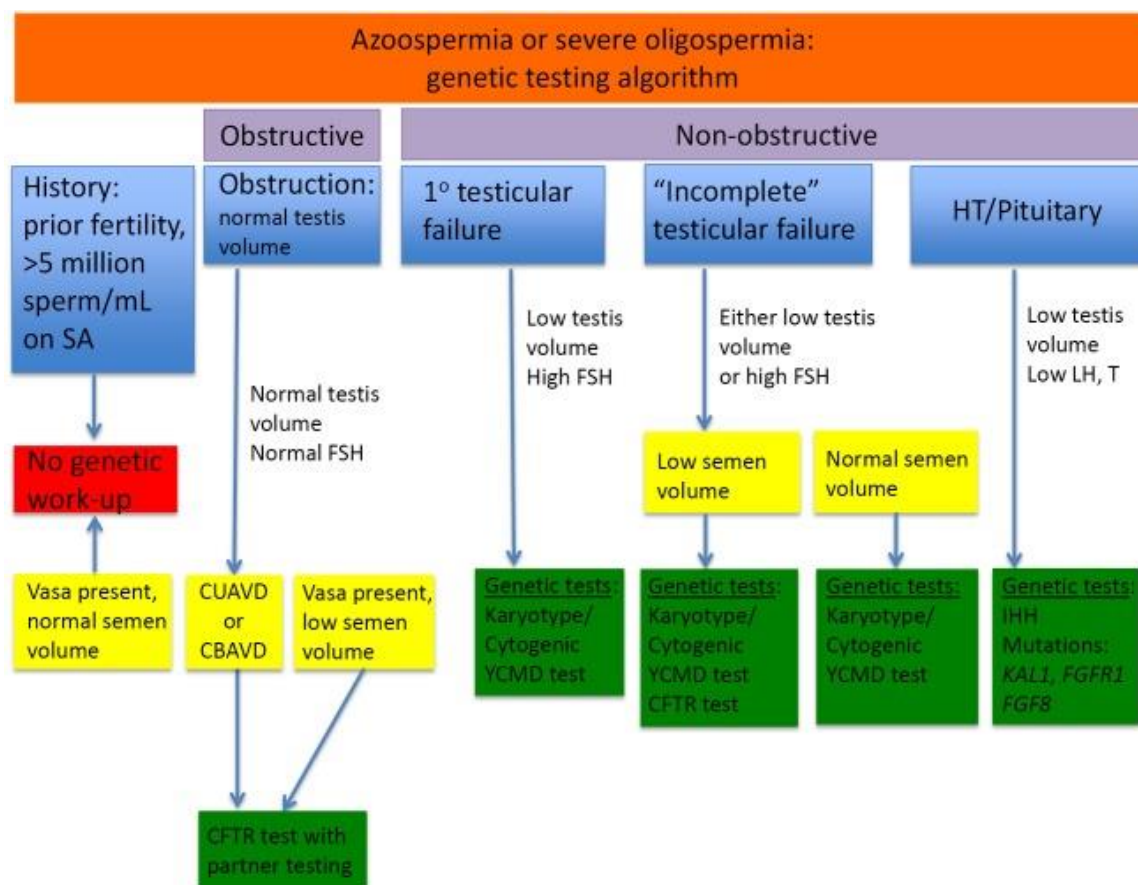 Azoospermia or severe oligospermia:
genetic testing algorithm
Obstructive
Non-obstructive
History:
prior fertility,
>5 million
sperm/mL
on SA
Obstruction:
normal testis
volume
1º testicular
failure
“Incomplete”
testicular failure
HT/Pituitary
Normal testis
volume
Normal FSH
Low testis
volume
High FSH
Either low testis
volume
or high FSH
Low testis
volume
Low LH, T
No genetic
work-up
Low semen
volume
Normal semen
volume
Vasa present,
normal semen
volume
CUAVD
or
CBAVD
Vasa present,
low semen
volume
Genetic tests:
Karyotype/
Cytogenic
YCMD test
Genetic tests:
Karyotype/
Cytogenic
YCMD test
CFTR test
Genetic tests:
Karyotype/
Cytogenic
YCMD test
Genetic tests:
IHH
Mutations:
KAL1, FGFR1
FGF8
CFTR test with
partner testing